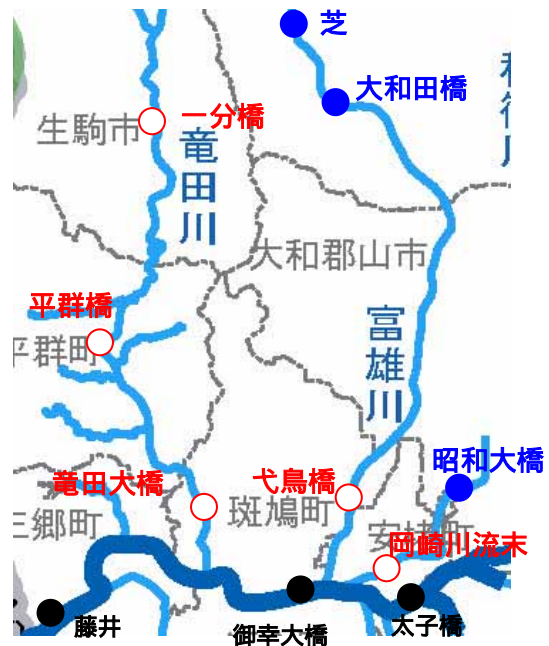 芝
大和田橋
一分橋
生駒市
竜田川
大和郡山市
平群橋
富雄川
平群町
昭和大橋
竜田大橋
弋鳥橋
斑鳩町
三郷町
岡崎川流末
藤井
御幸大橋
太子橋